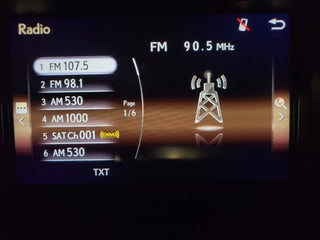 Radio
FM 90.5 MHz
1 FM 107.5
2 FM 98.1
3 AM 530
4 AM 1000
5 SAT Ch 001 ((XM))
6 AM 530
Page
1/6
TXT